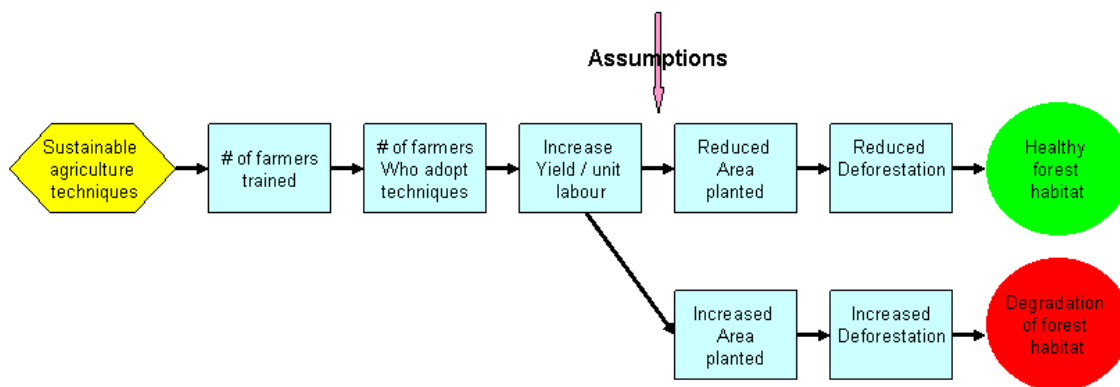 Assumptions
Sustainable
agriculture
techniques
# of farmers
trained
# of farmers
Who adopt
techniques
Increase
Yield / unit
labour
Reduced
Area
planted
Reduced
Deforestation
Healthy
forest
habitat
Increased
Area
planted
Increased
Deforestation
Degradation
of forest
habitat